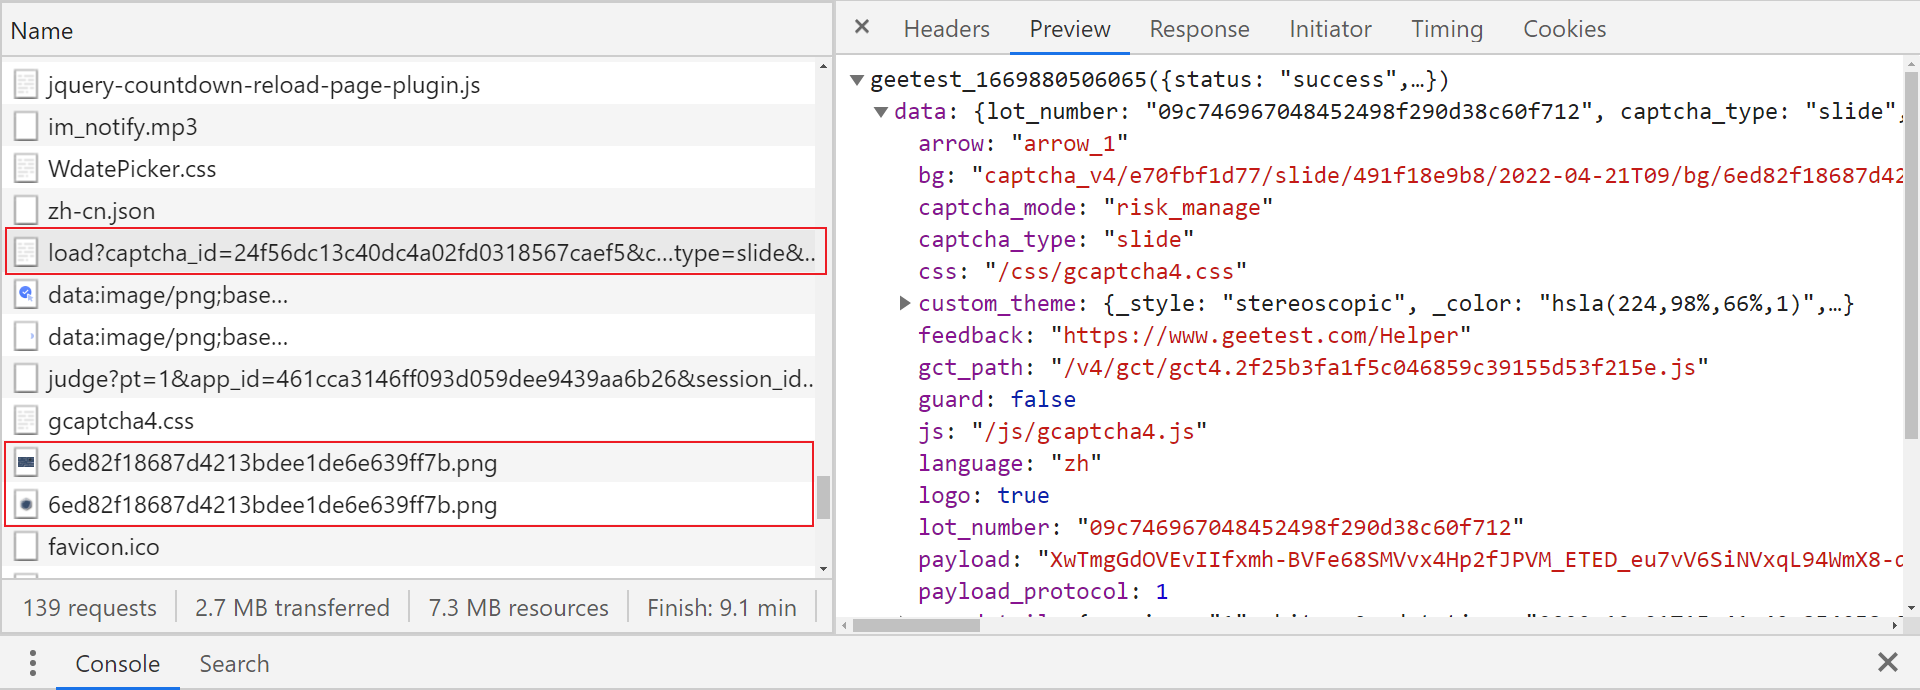 Name
jquery-countdown-reload-page-plugin.js
im_notify.mp3
WdatePicker.css
zh-cn.json
load?captcha_id=24f56dc13c40dc4a02fd0318567caef5&c...type=slide&..
data:image/png;base...
data:image/png;base...
judge?pt=1&app_id=461cca3146ff093d059dee9439aa6b26&session_id..
gcaptcha4.css
6ed82f18687d4213bdee1de6e639ff7b.png
6ed82f18687d4213bdee1de6e639ff7b.png
favicon.ico
139 requests 2.7 MB transferred 7.3 MB resources Finish: 9.1 min
Headers Preview Response Initiator Timing Cookies
geetest_1669880506065({status: "success",…})
data: {lot_number: "09c746967048452498f290d38c60f712", captcha_type: "slide",
arrow: "arrow_1"
bg: "captcha_v4/e70fbf1d77/slide/491f18e9b8/2022-04-21T09/bg/6ed82f18687d42
captcha_mode: "risk_manage"
captcha_type: "slide"
css: "/css/gcaptcha4.css"
custom_theme: {_style: "stereoscopic", _color: "hsla(224,98%,66%,1)",…}
feedback: "https://www.geetest.com/Helper"
gct_path: "/v4/gct/gct4.2f25b3fa1f5c046859c39155d53f215e.js"
guard: false
js: "/js/gcaptcha4.js"
language: "zh"
logo: true
lot_number: "09c746967048452498f290d38c60f712"
payload: "XwTmgGdOVEvIIfxmh-BVFe68SMVvx4Hp2fJPVM_ETED_eu7vV6SiNVxqL94WmX8-
payload_protocol: 1
Console Search